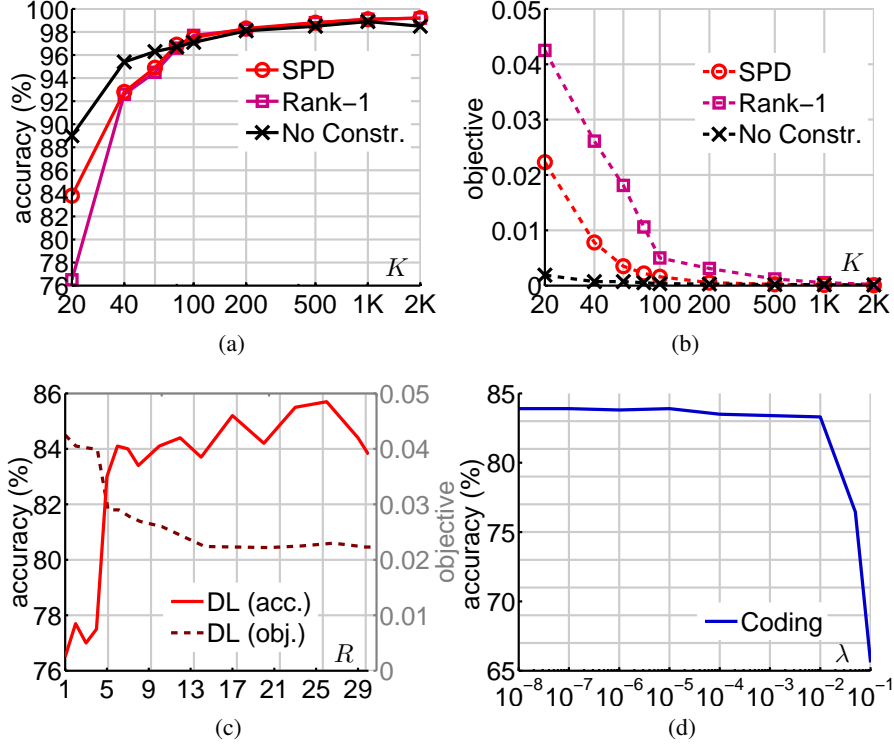 accuracy (%)
100
98
96
94
92
90
88
86
84
82
80
78
76
SPD
Rank−1
No Constr.
K
20 40 100 200 500 1K 2K
(a)
objective
0.05
0.04
0.03
0.02
0.01
0
SPD
Rank−1
No Constr.
K
20 40 100 200 500 1K 2K
(b)
accuracy (%)
86
84
82
80
78
76
0.05
0.04
0.03
0.02
0.01
0
objective
DL (acc.)
DL (obj.)
R
1 5 9 13 17 21 25 29
(c)
accuracy (%)
85
80
75
70
65
Coding
λ
10⁻⁸ 10⁻⁷ 10⁻⁶ 10⁻⁵ 10⁻⁴ 10⁻³ 10⁻² 10⁻¹
(d)